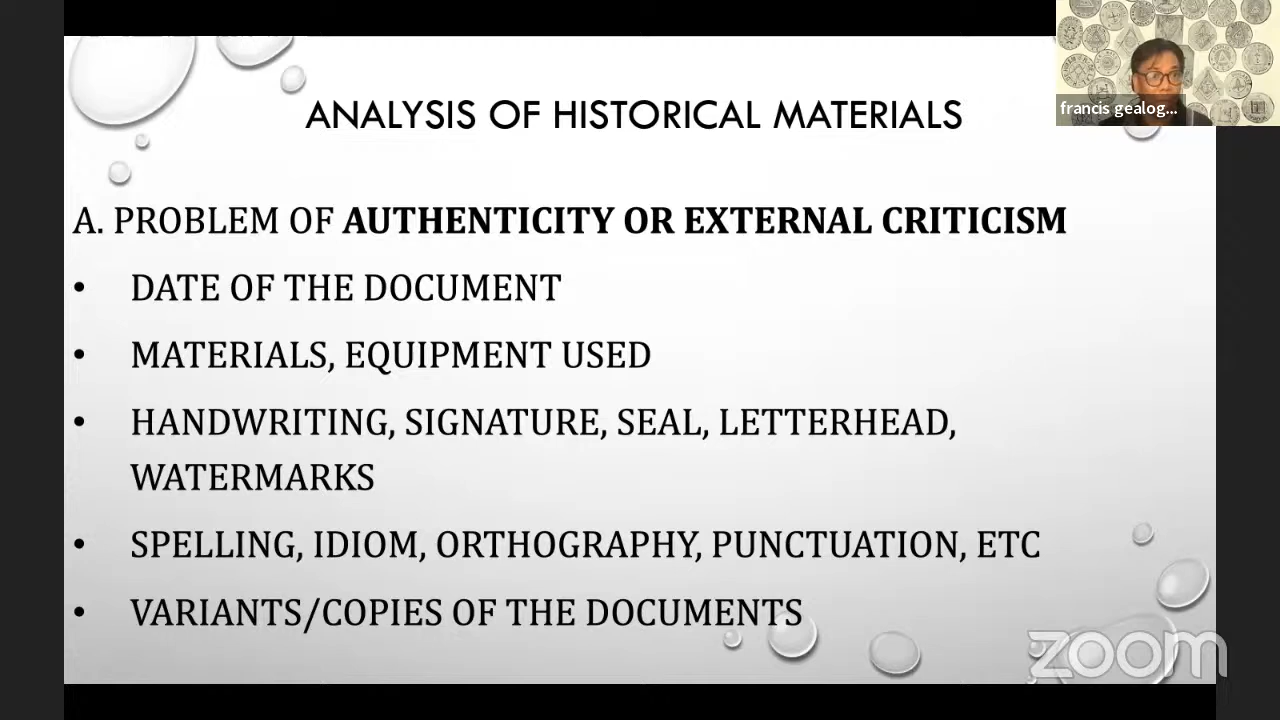 ANALYSIS OF HISTORICAL MATERIALS
francis gealog...
A. PROBLEM OF AUTHENTICITY OR EXTERNAL CRITICISM
• DATE OF THE DOCUMENT
• MATERIALS, EQUIPMENT USED
• HANDWRITING, SIGNATURE, SEAL, LETTERHEAD,
WATERMARKS
• SPELLING, IDIOM, ORTHOGRAPHY, PUNCTUATION, ETC
• VARIANTS/COPIES OF THE DOCUMENTS
zoom